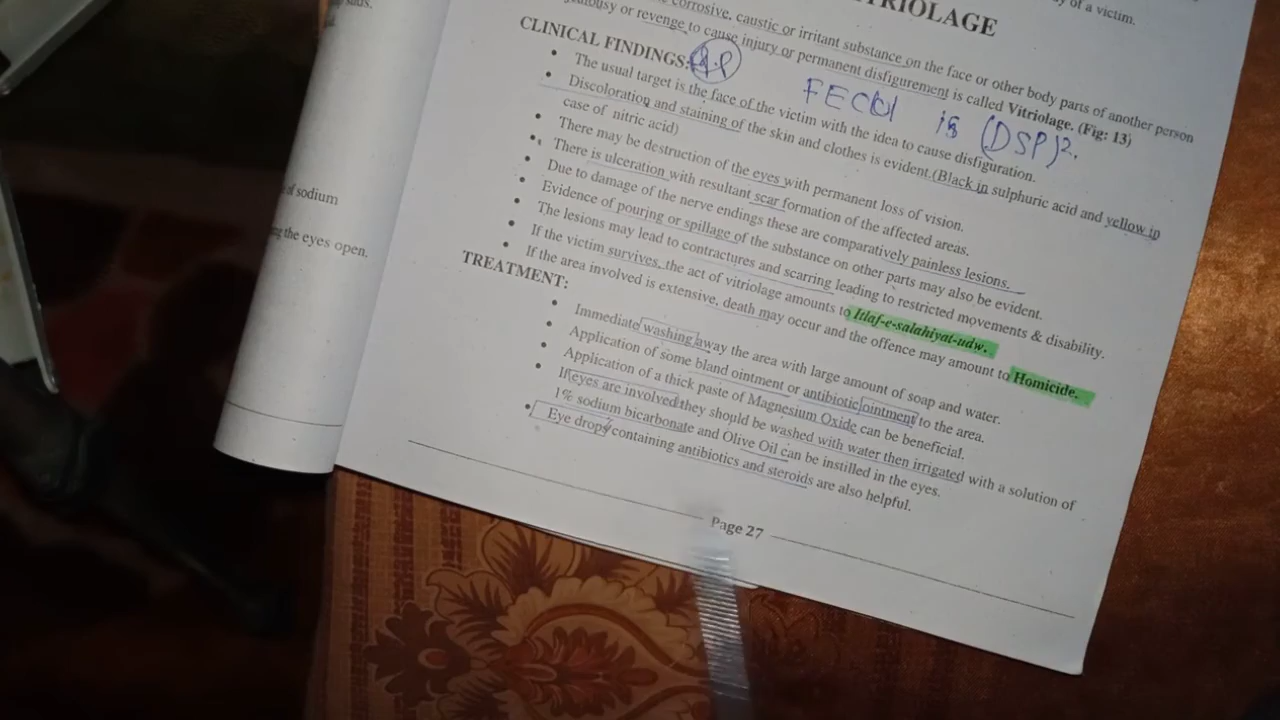 of a victim.
corrosive, caustic or irritant substance on the face or other body parts of another person
or revenge to cause injury or permanent disfigurement is called Vitriolage. (Fig: 13)
CLINICAL FINDINGS:
FECU is (DSP)².
• The usual target is the face of the victim with the idea to cause disfiguration.
• Discoloration and staining of the skin and clothes is evident.(Black in sulphuric acid and yellow in
case of nitric acid)
• There may be destruction of the eyes with permanent loss of vision.
• There is ulceration with resultant scar formation of the affected areas.
• Due to damage of the nerve endings these are comparatively painless lesions.
• Evidence of pouring or spillage of the substance on other parts may also be evident.
• The lesions may lead to contractures and scarring leading to restricted movements & disability.
• If the victim survives, the act of vitriolage amounts to Itlaf-e-salahiyat-udw.
• If the area involved is extensive, death may occur and the offence may amount to Homicide.
TREATMENT:
• Immediate washing away the area with large amount of soap and water.
• Application of some bland ointment or antibiotic ointment to the area.
• Application of a thick paste of Magnesium Oxide can be beneficial.
• If eyes are involved they should be washed with water then irrigated with a solution of
1% sodium bicarbonate and Olive Oil can be instilled in the eyes.
• Eye drops containing antibiotics and steroids are also helpful.
Page 27
of sodium
the eyes open.